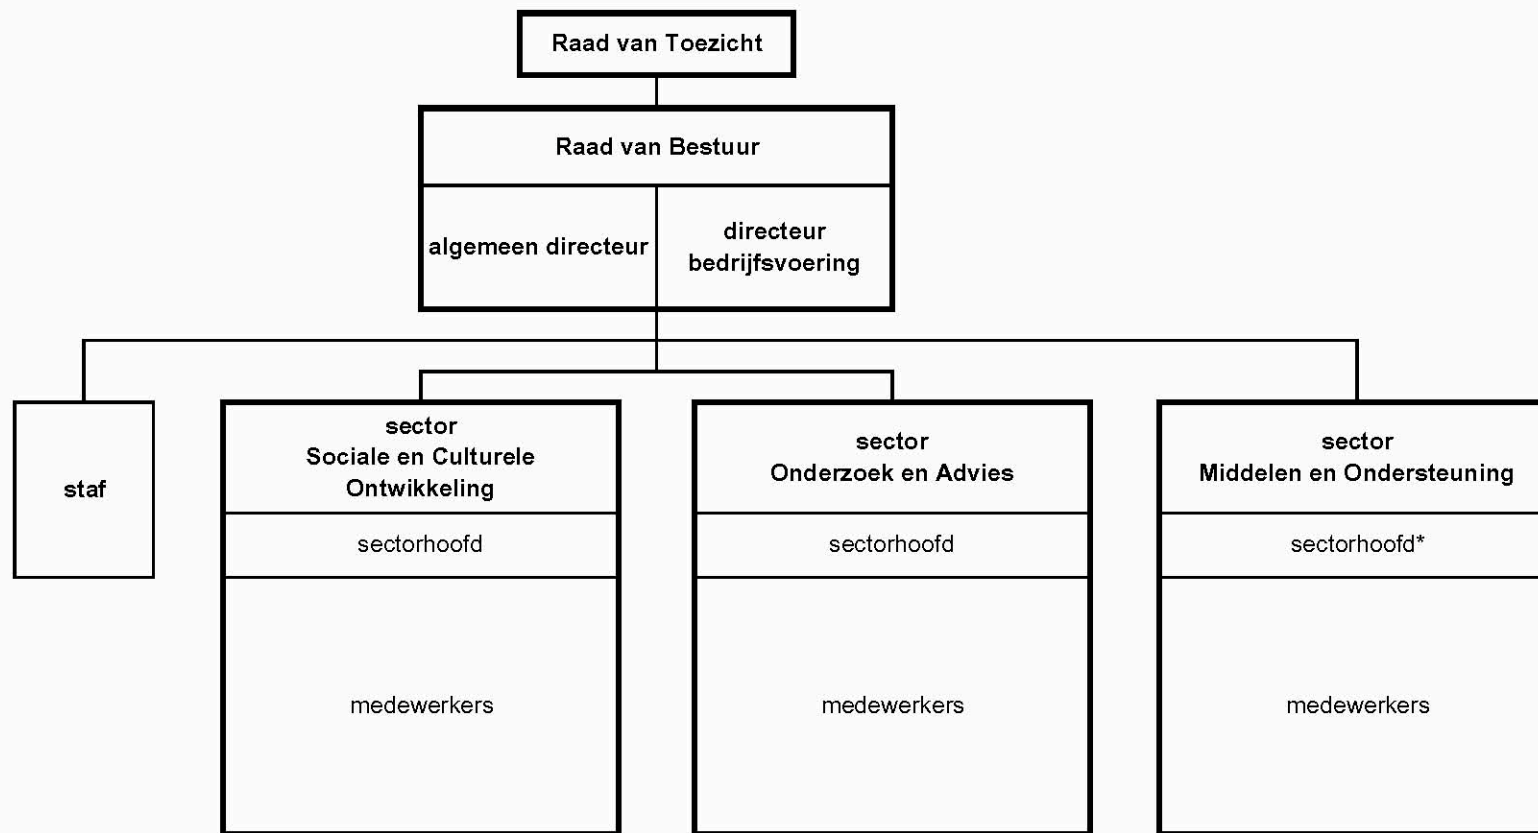 Raad van Toezicht
Raad van Bestuur
algemeen directeur
directeur
bedrijfsvoering
staf
sector
Sociale en Culturele
Ontwikkeling
sectorhoofd
medewerkers
sector
Onderzoek en Advies
sectorhoofd
medewerkers
sector
Middelen en Ondersteuning
sectorhoofd*
medewerkers